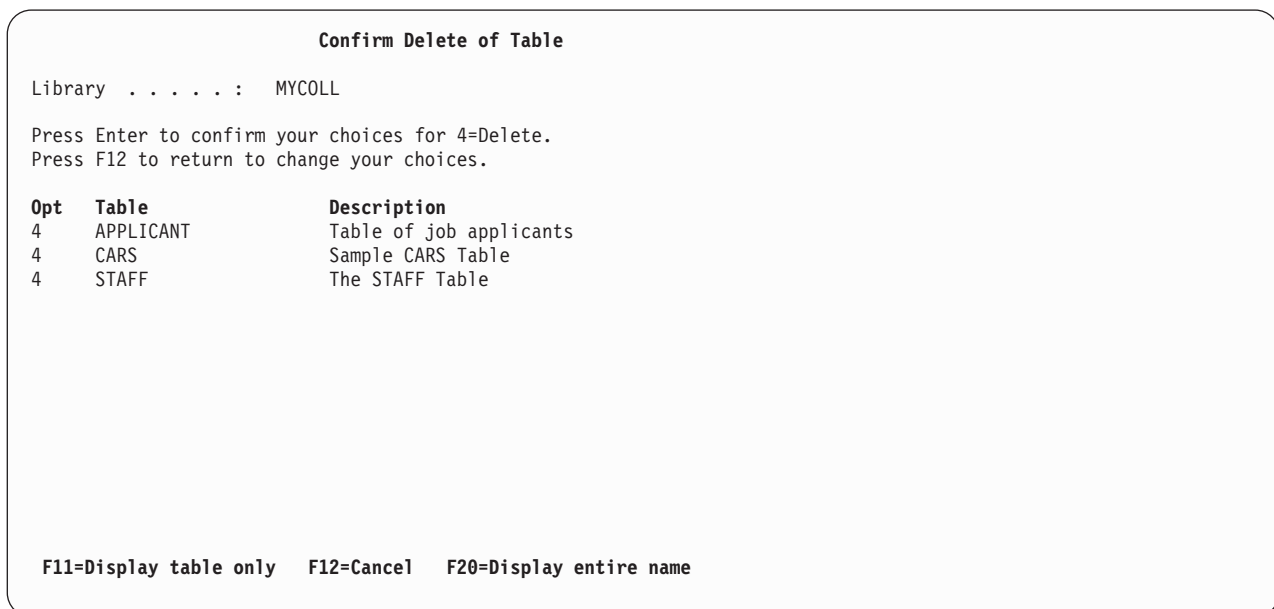 Confirm Delete of Table
Library . . . . . : MYCOLL
Press Enter to confirm your choices for 4=Delete.
Press F12 to return to change your choices.
Opt Table Description
4 APPLICANT Table of job applicants
4 CARS Sample CARS Table
4 STAFF The STAFF Table
F11=Display table only F12=Cancel F20=Display entire name